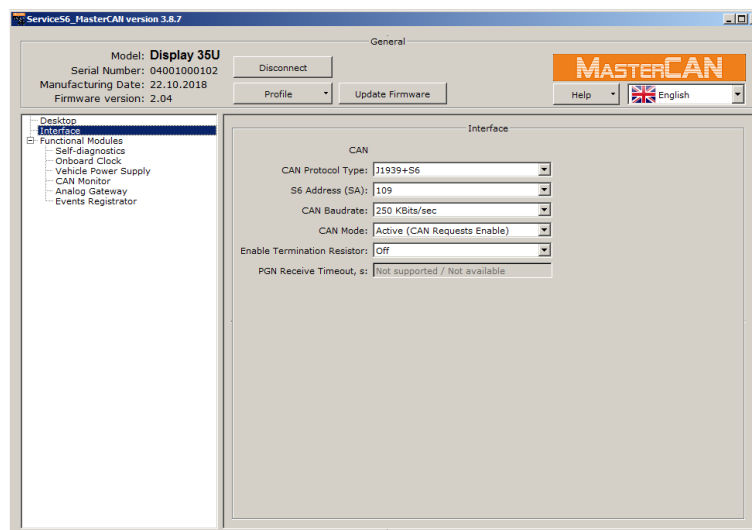 ServiceS6_MasterCAN version 3.8.7
General
Model: Display 35U
Serial Number: 04001000102
Manufacturing Date: 22.10.2018
Firmware version: 2.04
Disconnect
Profile
Update Firmware
MASTERCAN
Help
English
Desktop
Interface
Functional Modules
Self-diagnostics
Onboard Clock
Vehicle Power Supply
CAN Monitor
Analog Gateway
Events Registrator
Interface
CAN
CAN Protocol Type: J1939+S6
S6 Address (SA): 109
CAN Baudrate: 250 KBits/sec
CAN Mode: Active (CAN Requests Enable)
Enable Termination Resistor: Off
PGN Receive Timeout, s: Not supported / Not available